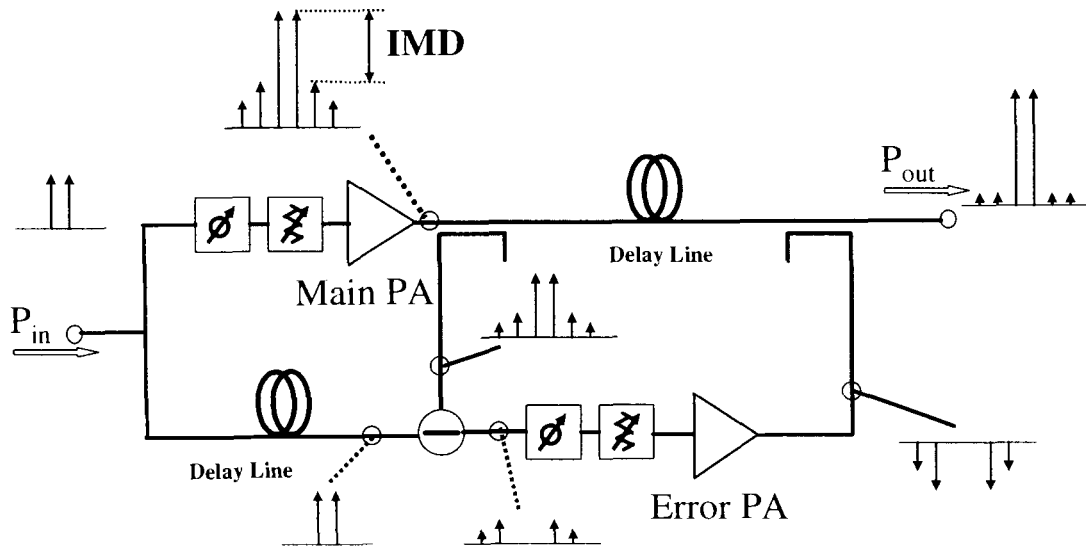 IMD
P_out
Delay Line
Main PA
P_in
Delay Line
Error PA